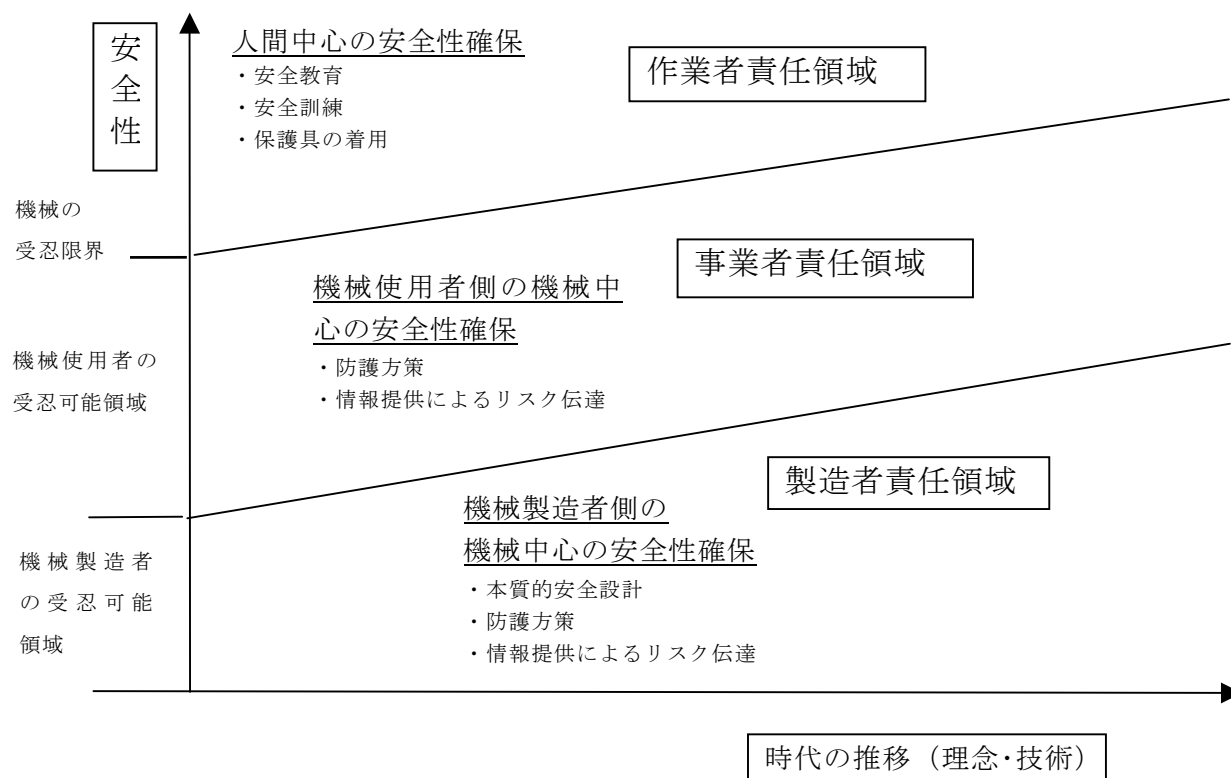 安全性
人間中心の安全性確保
・安全教育
・安全訓練
・保護具の着用
作業者責任領域
機械の
受忍限界
事業者責任領域
機械使用者側の機械中
心の安全性確保
・防護方策
・情報提供によるリスク伝達
機械使用者の
受忍可能領域
製造者責任領域
機械製造者側の
機械中心の安全性確保
・本質的安全設計
・防護方策
・情報提供によるリスク伝達
機械製造者
の受忍可能
領域
時代の推移（理念･技術）